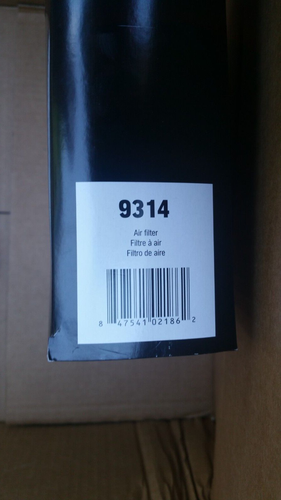 9314
Air filter
Filtre à air
Filtro de aire
8 47541 02186 2